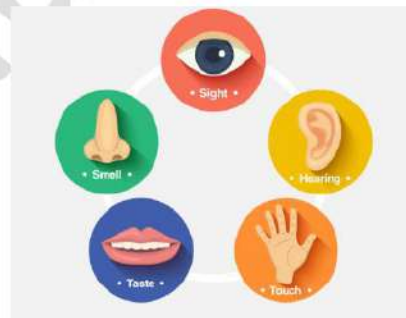 • Sight •
• Smell •
• Hearing •
• Taste •
• Touch •